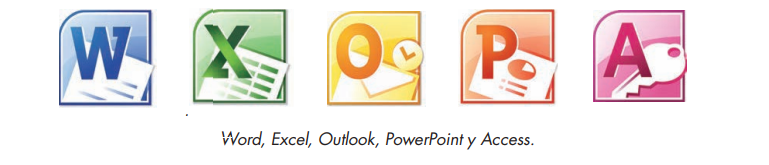 W X O P A
Word, Excel, Outlook, PowerPoint y Access.